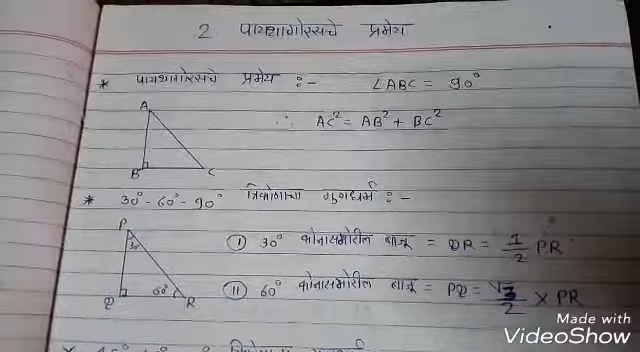 2. पायथागोरसचे प्रमेय
* पायथागोरसचे प्रमेय :- ∠ABC = 90°
∴ AC² = AB² + BC²
A
B C
* 30° - 60° - 90° त्रिकोणाचा गुणधर्म :-
P
30°
60°
Q R
(I) 30° कोनासमोरील बाजू = QR = 1/2 PR
(II) 60° कोनासमोरील बाजू = PQ = √3/2 × PR
Made with
VideoShow